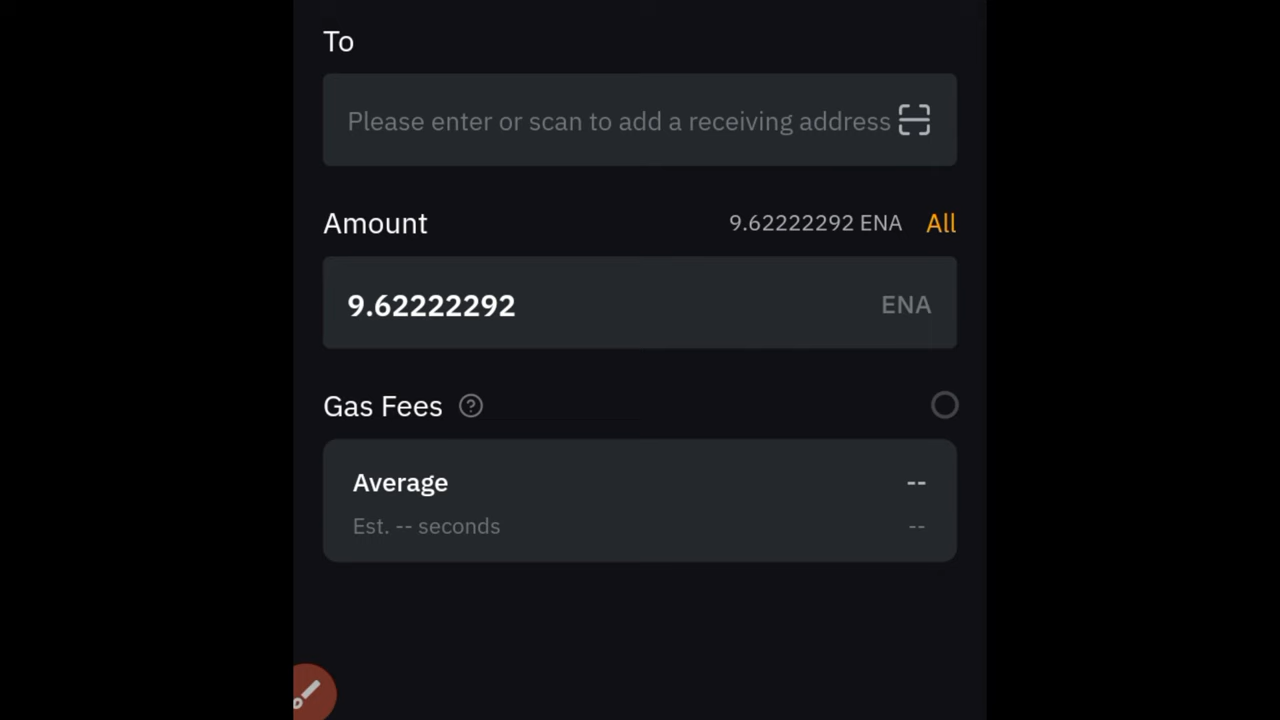 To
Please enter or scan to add a receiving address
Amount 9.62222292 ENA All
9.62222292 ENA
Gas Fees ?
Average --
Est. -- seconds --